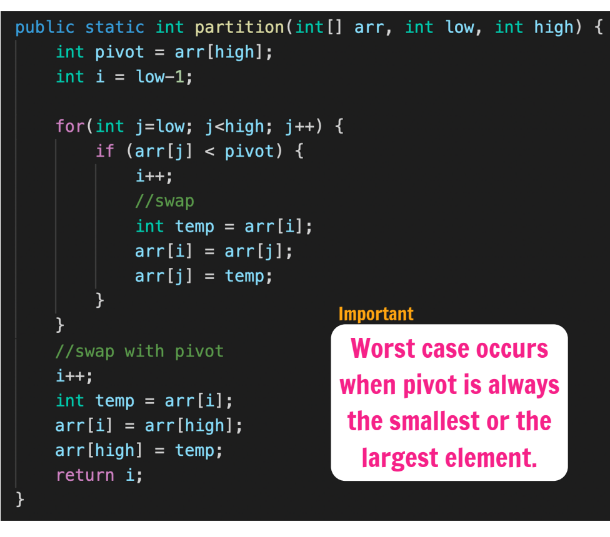 public static int partition(int[] arr, int low, int high) {
    int pivot = arr[high];
    int i = low-1;

    for(int j=low; j<high; j++) {
        if (arr[j] < pivot) {
            i++;
            //swap
            int temp = arr[i];
            arr[i] = arr[j];
            arr[j] = temp;
        }
    }
    //swap with pivot
    i++;
    int temp = arr[i];
    arr[i] = arr[high];
    arr[high] = temp;
    return i;
}
Important
Worst case occurs
when pivot is always
the smallest or the
largest element.